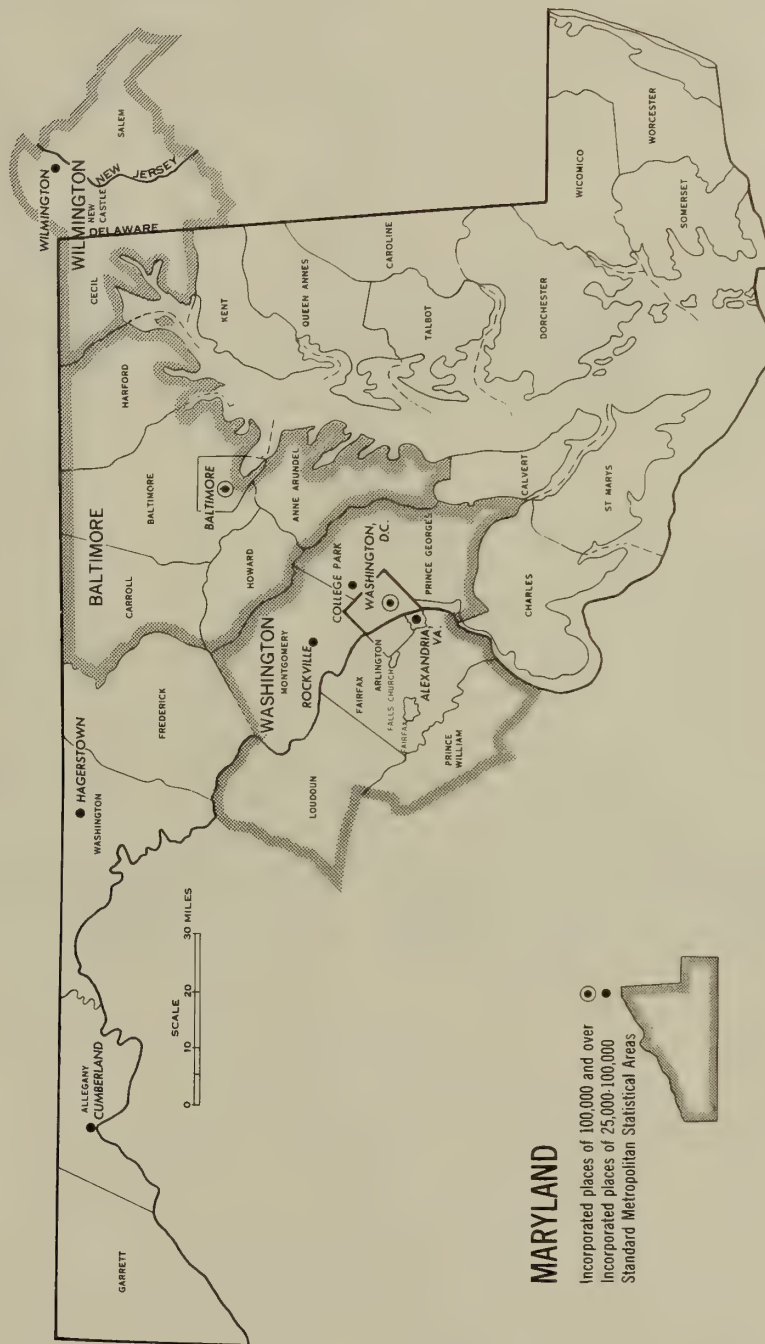 MARYLAND
Incorporated places of 100,000 and over
Incorporated places of 25,000-100,000
Standard Metropolitan Statistical Areas
SCALE
0 10 20 30 MILES
GARRETT
ALLEGANY
CUMBERLAND
WASHINGTON
HAGERSTOWN
FREDERICK
CARROLL
BALTIMORE
BALTIMORE
BALTIMORE
HARFORD
CECIL
WILMINGTON
WILMINGTON
NEW CASTLE
DELAWARE
NEW JERSEY
SALEM
HOWARD
ANNE ARUNDEL
KENT
QUEEN ANNES
CAROLINE
TALBOT
DORCHESTER
WICOMICO
WORCESTER
SOMERSET
WASHINGTON
MONTGOMERY
ROCKVILLE
COLLEGE PARK
WASHINGTON,
D.C.
PRINCE GEORGES
LOUDOUN
FAIRFAX
ARLINGTON
FALLS CHURCH
FAIRFAX
ALEXANDRIA,
VA.
PRINCE
WILLIAM
CALVERT
CHARLES
ST MARYS